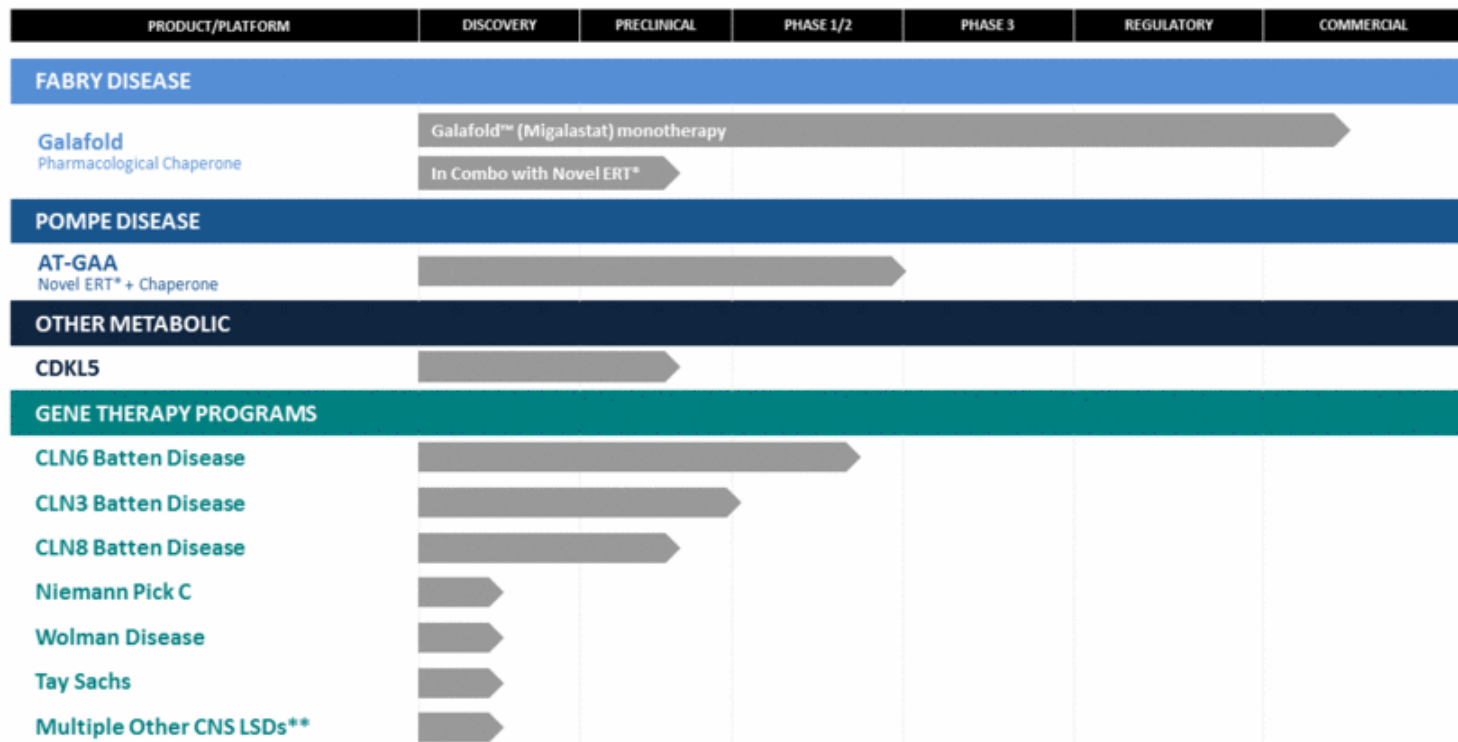 PRODUCT/PLATFORM DISCOVERY PRECLINICAL PHASE 1/2 PHASE 3 REGULATORY COMMERCIAL
FABRY DISEASE
Galafold
Pharmacological Chaperone
Galafold™ (Migalastat) monotherapy
In Combo with Novel ERT*
POMPE DISEASE
AT-GAA
Novel ERT* + Chaperone
OTHER METABOLIC
CDKL5
GENE THERAPY PROGRAMS
CLN6 Batten Disease
CLN3 Batten Disease
CLN8 Batten Disease
Niemann Pick C
Wolman Disease
Tay Sachs
Multiple Other CNS LSDs**